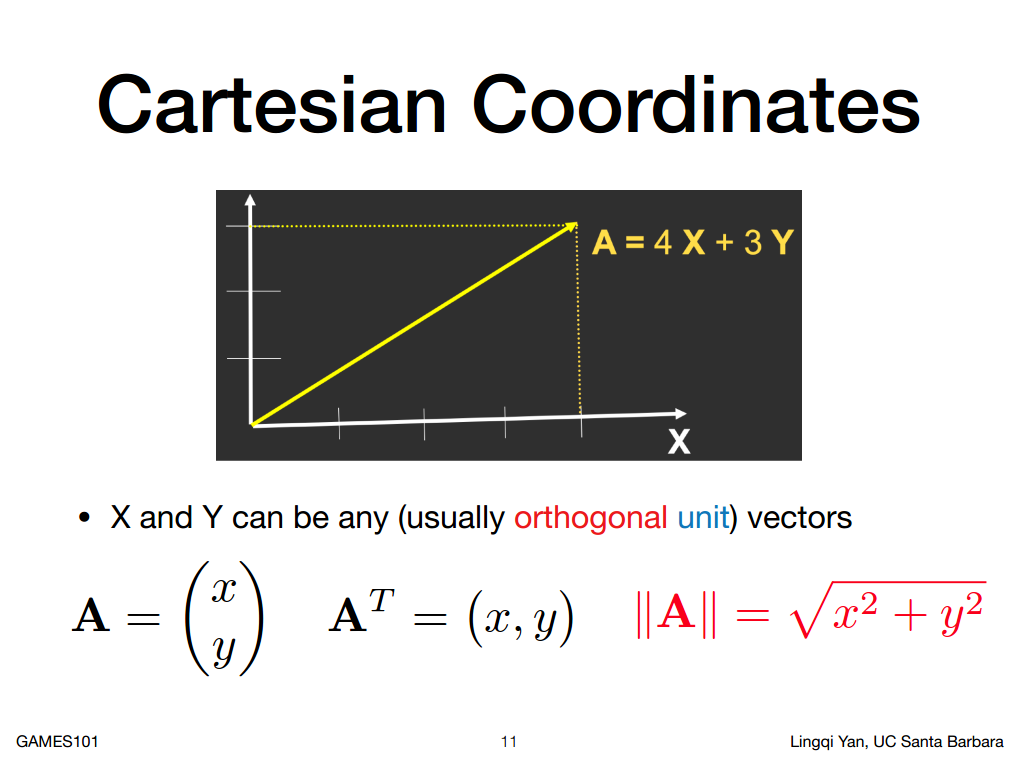 Cartesian Coordinates
A = 4 X + 3 Y
X
• X and Y can be any (usually orthogonal unit) vectors
$\mathbf{A} = \begin{pmatrix} x \\ y \end{pmatrix}$ $\mathbf{A}^T = (x, y)$ $\|\mathbf{A}\| = \sqrt{x^2 + y^2}$
GAMES101 11 Lingqi Yan, UC Santa Barbara